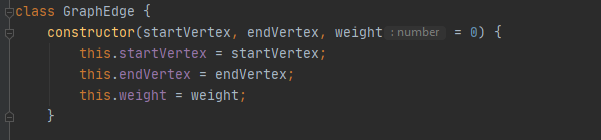 class GraphEdge {
    constructor(startVertex, endVertex, weight : number = 0) {
        this.startVertex = startVertex;
        this.endVertex = endVertex;
        this.weight = weight;
    }